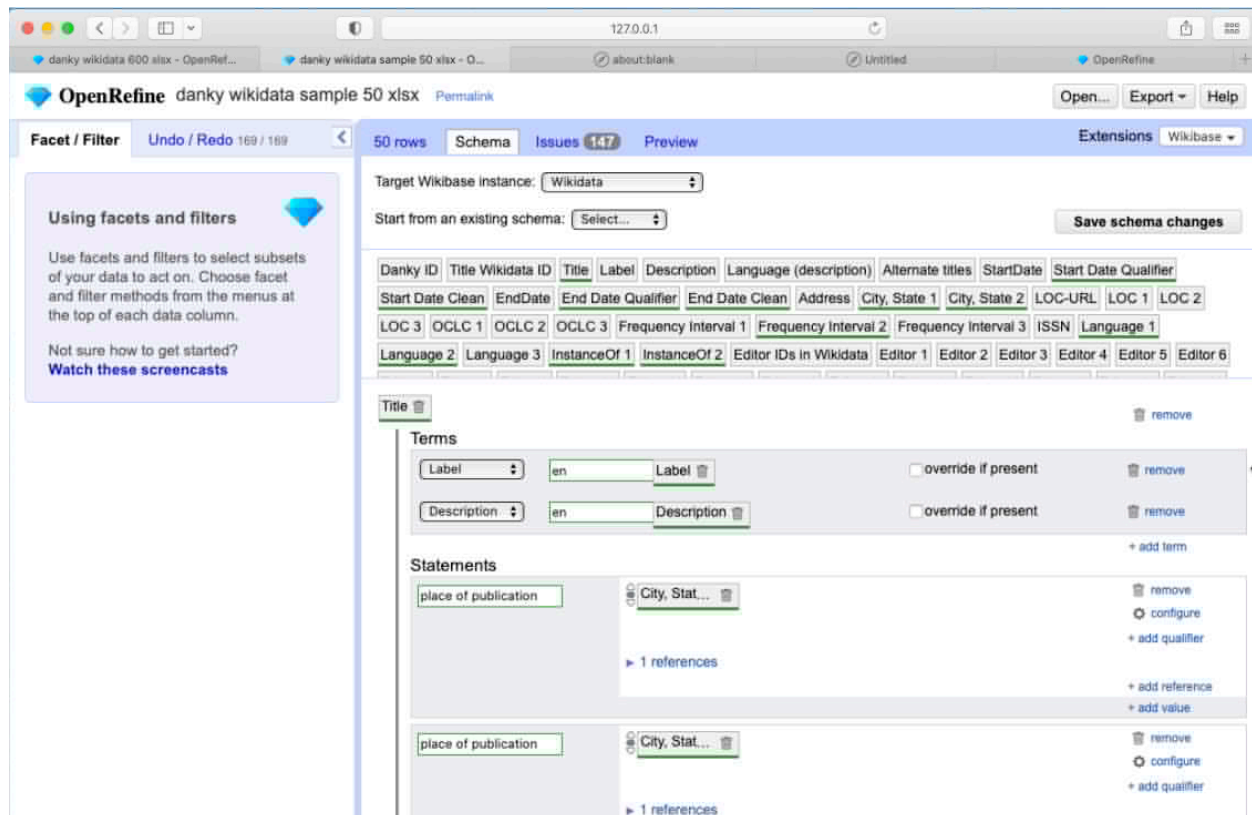 127.0.0.1
danky wikidata 600 xlsx - OpenRef...
danky wikidata sample 50 xlsx - O...
about:blank
Untitled
OpenRefine
OpenRefine danky wikidata sample 50 xlsx Permalink
Open... Export Help
Facet / Filter Undo / Redo 169 / 169
50 rows Schema Issues 147 Preview
Extensions Wikibase
Using facets and filters
Use facets and filters to select subsets
of your data to act on. Choose facet
and filter methods from the menus at
the top of each data column.
Not sure how to get started?
Watch these screencasts
Target Wikibase instance: Wikidata
Start from an existing schema: Select...
Save schema changes
Danky ID Title Wikidata ID Title Label Description Language (description) Alternate titles StartDate Start Date Qualifier
Start Date Clean EndDate End Date Qualifier End Date Clean Address City, State 1 City, State 2 LOC-URL LOC 1 LOC 2
LOC 3 OCLC 1 OCLC 2 OCLC 3 Frequency Interval 1 Frequency Interval 2 Frequency Interval 3 ISSN Language 1
Language 2 Language 3 InstanceOf 1 InstanceOf 2 Editor IDs in Wikidata Editor 1 Editor 2 Editor 3 Editor 4 Editor 5 Editor 6
Title remove
Terms
Label en Label override if present remove
Description en Description override if present remove
+ add term
Statements
place of publication City, Stat... remove
configure
+ add qualifier
1 references
+ add reference
+ add value
place of publication City, Stat... remove
configure
+ add qualifier
1 references